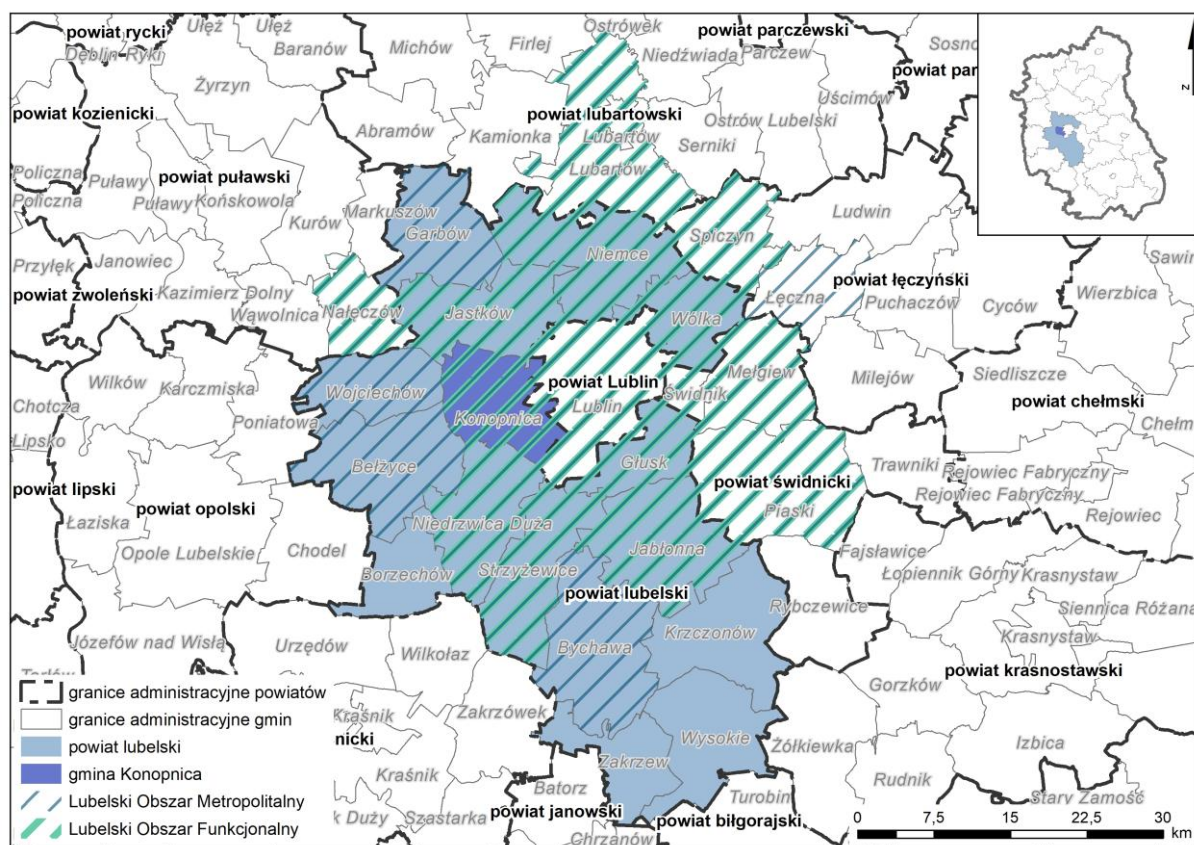 Ułęż
Ułęż
Ostrówek
powiat rycki
Dęblin
Ryki
Baranów
Michów
Firlej
Niedźwiada
powiat parczewski
Parczew
Sosno
powiat par
Żyrzyn
powiat kozienicki
Abramów
powiat lubartowski
Kamionka
Lubartów
Ostrów Lubelski
Uścimów
Serniki
Lubartów
Policzna
Policzna
Puławy
powiat puławski
Puławy
Końskowola
Kurów
Markuszów
Garbów
Niemce
Spiczyn
Ludwin
Przyłęk
Janowiec
powiat zwoleński
Kazimierz Dolny
Wąwolnica
Nałęczów
Jastków
Wólka
Łęczna
powiat łęczyński
Puchaczów
Cyców
Wierzbica
Sawin
Wilków
Karczmiska
Wojciechów
powiat Lublin
Lublin
Świdnik
Mełgiew
Milejów
Siedliszcze
powiat chełmski
Chełm
Chotcza
Lipsko
Poniatowa
Konopnica
Bełżyce
Głusk
powiat świdnicki
Piaski
Trawniki
Rejowiec Fabryczny
Rejowiec Fabryczny
Rejowiec
powiat lipski
powiat opolski
Łaziska
Opole Lubelskie
Chodel
Niedrzwica Duża
Borzechów
Strzyżewice
Jabłonna
powiat lubelski
Fajsławice
Łopiennik Górny
Krasnystaw
Rybczewice
Siennica Różana
Józefów nad Wisłą
Urzędów
Wilkołaz
Bychawa
Krzczonów
Krasnystaw
powiat krasnostawski
Gorzków
Kraśnik
nicki
Zakrzówek
Wysokie
Żółkiewka
Izbica
Kraśnik
Zakrzew
Rudnik
Batorz
powiat janowski
Turobin
Stary Zamość
k Duży
Szastarka
Chrzanów
powiat biłgorajski
granice administracyjne powiatów
granice administracyjne gmin
powiat lubelski
gmina Konopnica
Lubelski Obszar Metropolitalny
Lubelski Obszar Funkcjonalny
0 7,5 15 22,5 30
km